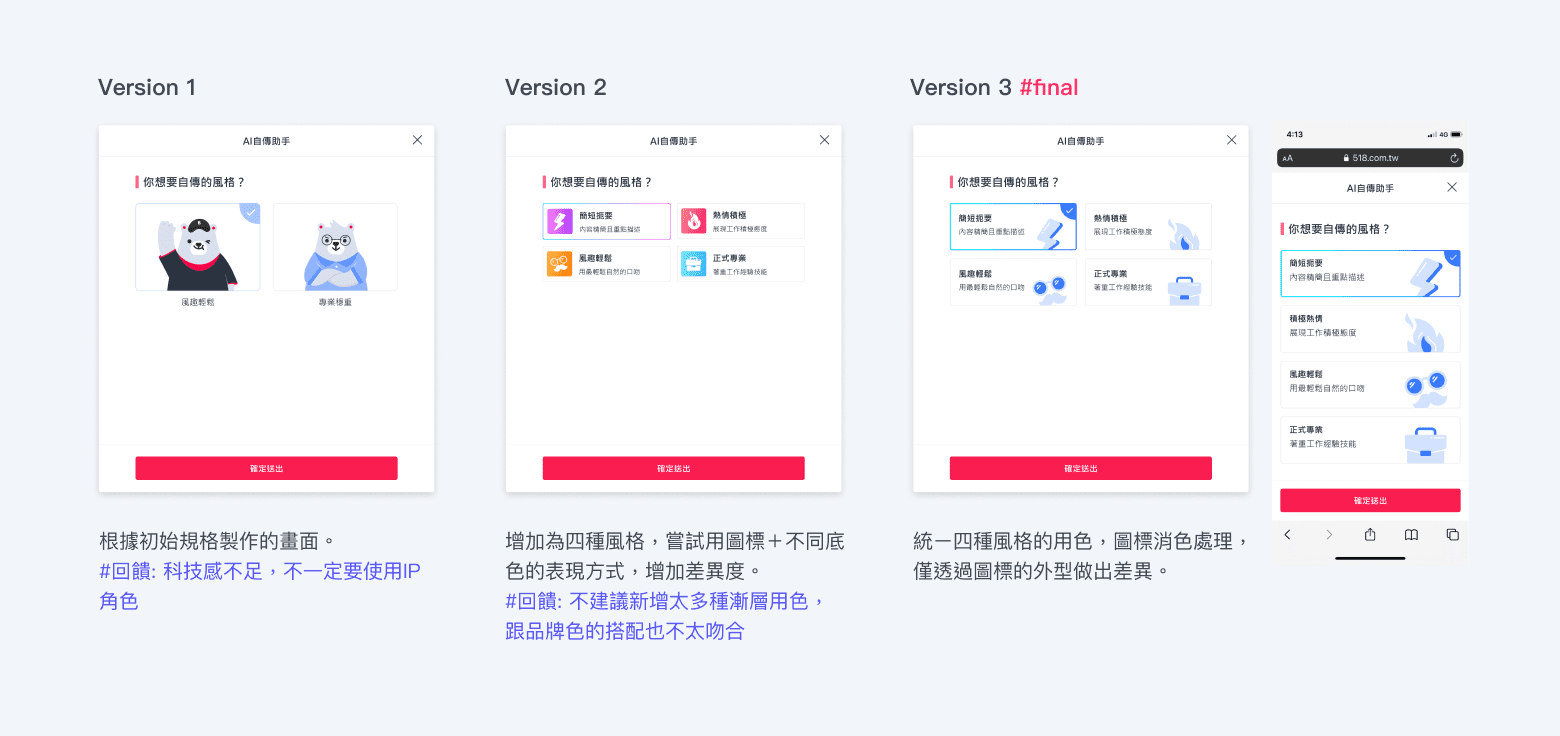 Version 1
AI自傳助手
你想要自傳的風格？
風趣輕鬆
專業穩重
確定送出
根據初始規格製作的畫面。
#回饋: 科技感不足，不一定要使用IP
角色
Version 2
AI自傳助手
你想要自傳的風格？
簡短扼要
內容精簡且重點描述
熱情積極
展現工作積極態度
風趣輕鬆
用最輕鬆自然的口吻
正式專業
著重工作經驗技能
確定送出
增加為四種風格，嘗試用圖標＋不同底
色的表現方式，增加差異度。
#回饋: 不建議新增太多種漸層用色，
跟品牌色的搭配也不太吻合
Version 3 #final
AI自傳助手
你想要自傳的風格？
簡短扼要
內容精簡且重點描述
熱情積極
展現工作積極態度
風趣輕鬆
用最輕鬆自然的口吻
正式專業
著重工作經驗技能
確定送出
統一四種風格的用色，圖標消色處理，
僅透過圖標的外型做出差異。
4:13
4G
AA
518.com.tw
AI自傳助手
你想要自傳的風格？
簡短扼要
內容精簡且重點描述
積極熱情
展現工作積極態度
風趣輕鬆
用最輕鬆自然的口吻
正式專業
著重工作經驗技能
確定送出